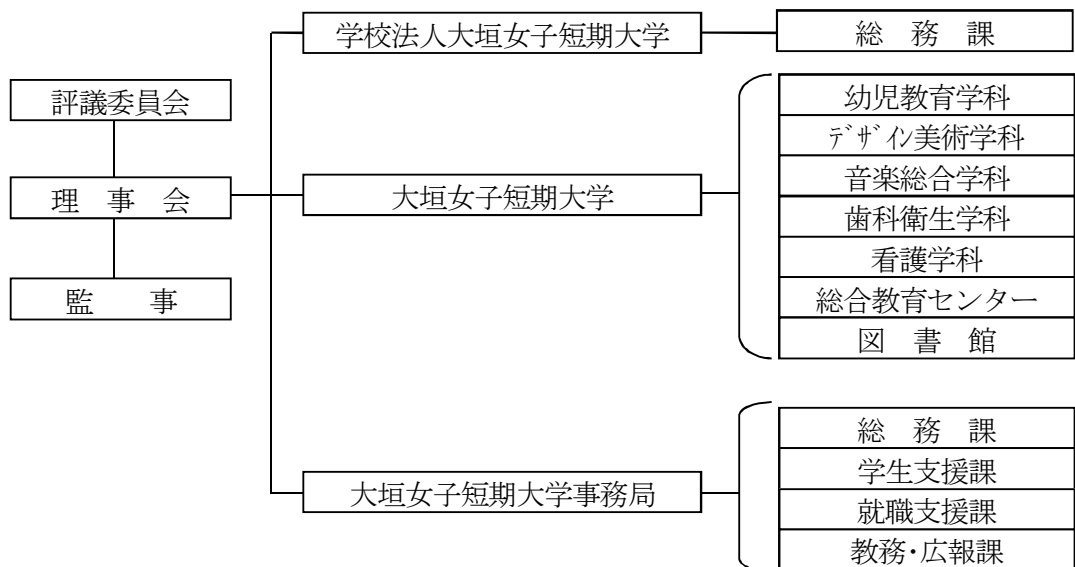 学校法人大垣女子短期大学
総　務　課
評議委員会
理　事　会
監　　事
大垣女子短期大学
幼児教育学科
ﾃﾞｻﾞｲﾝ美術学科
音楽総合学科
歯科衛生学科
看護学科
総合教育センター
図　書　館
大垣女子短期大学事務局
総　務　課
学生支援課
就職支援課
教務・広報課